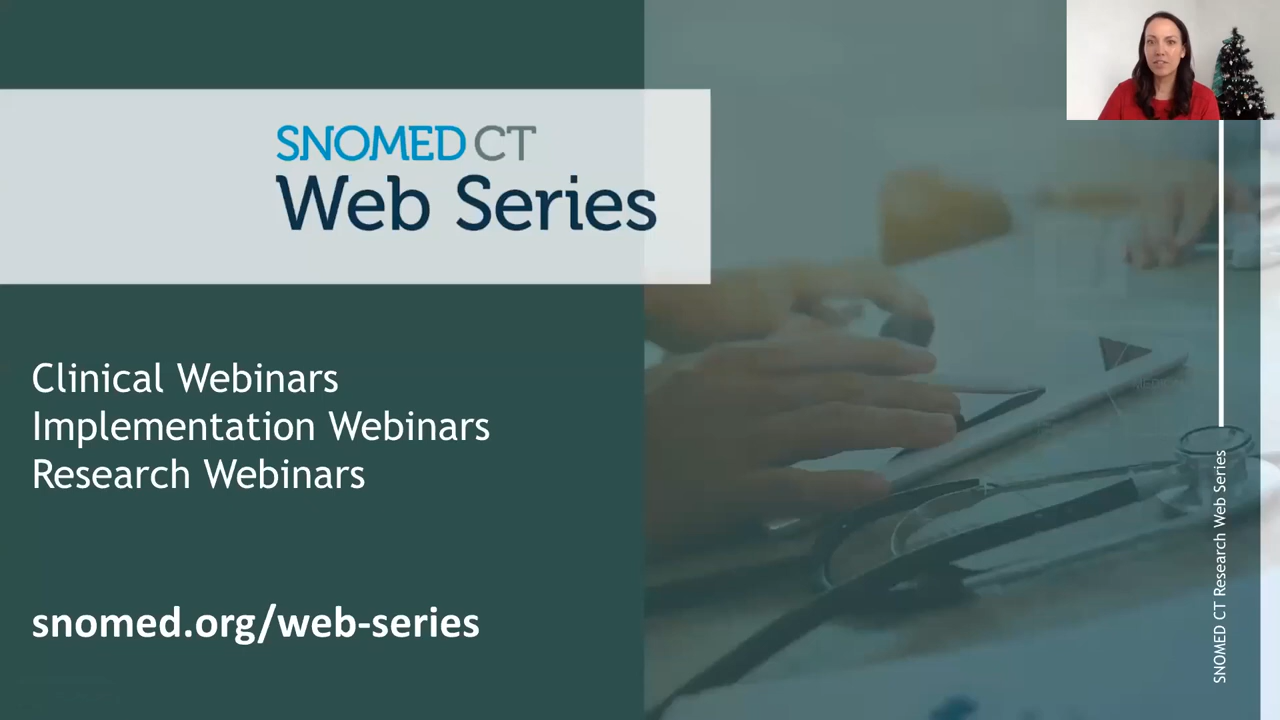 SNOMED CT
Web Series
Clinical Webinars
Implementation Webinars
Research Webinars
snomed.org/web-series
SNOMED CT Research Web Series